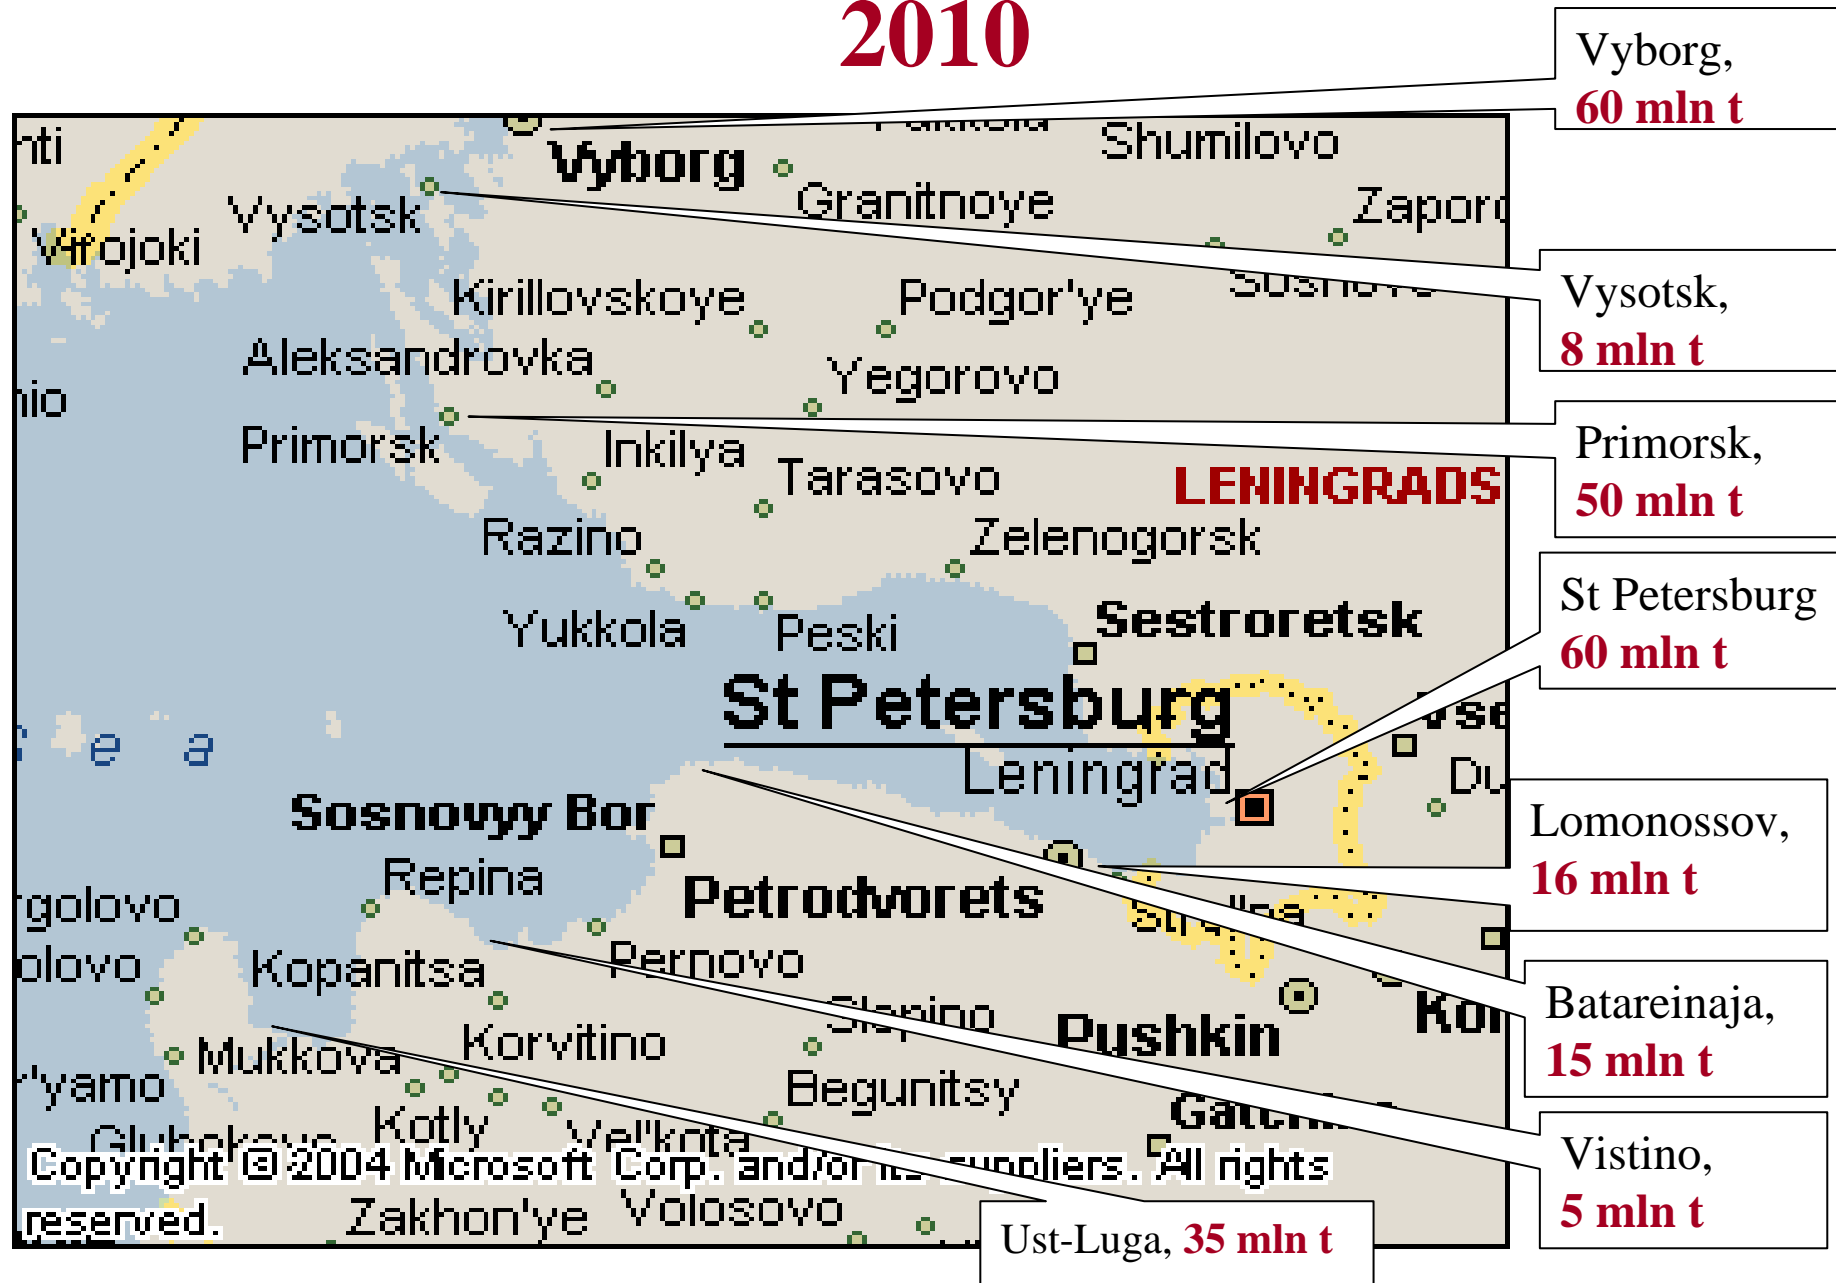 2010
Vyborg,
60 mln t
Vyborg
Shumilovo
Granitnoye
Vysotsk
Virojoki
Vysotsk,
8 mln t
Kirillovskoye
Podgor'ye
Aleksandrovka
Yegorovo
Primorsk,
50 mln t
Primorsk
Inkilya
Tarasovo
LENINGRADS
Razino
Zelenogorsk
St Petersburg
60 mln t
Yukkola
Peski
Sestroretsk
St Petersburg
Leningrad
e a
Sosnovyy Bor
Lomonossov,
16 mln t
Repina
Petrodvorets
Kopanitsa
Pernovo
Batareinaja,
15 mln t
Pushkin
Mukkova
Korvitino
Begunitsy
Kotly
Vel'kota
Vistino,
5 mln t
Copyright © 2004 Microsoft Corp. and/or its suppliers. All rights
reserved.
Zakhon'ye
Volosovo
Ust-Luga, 35 mln t